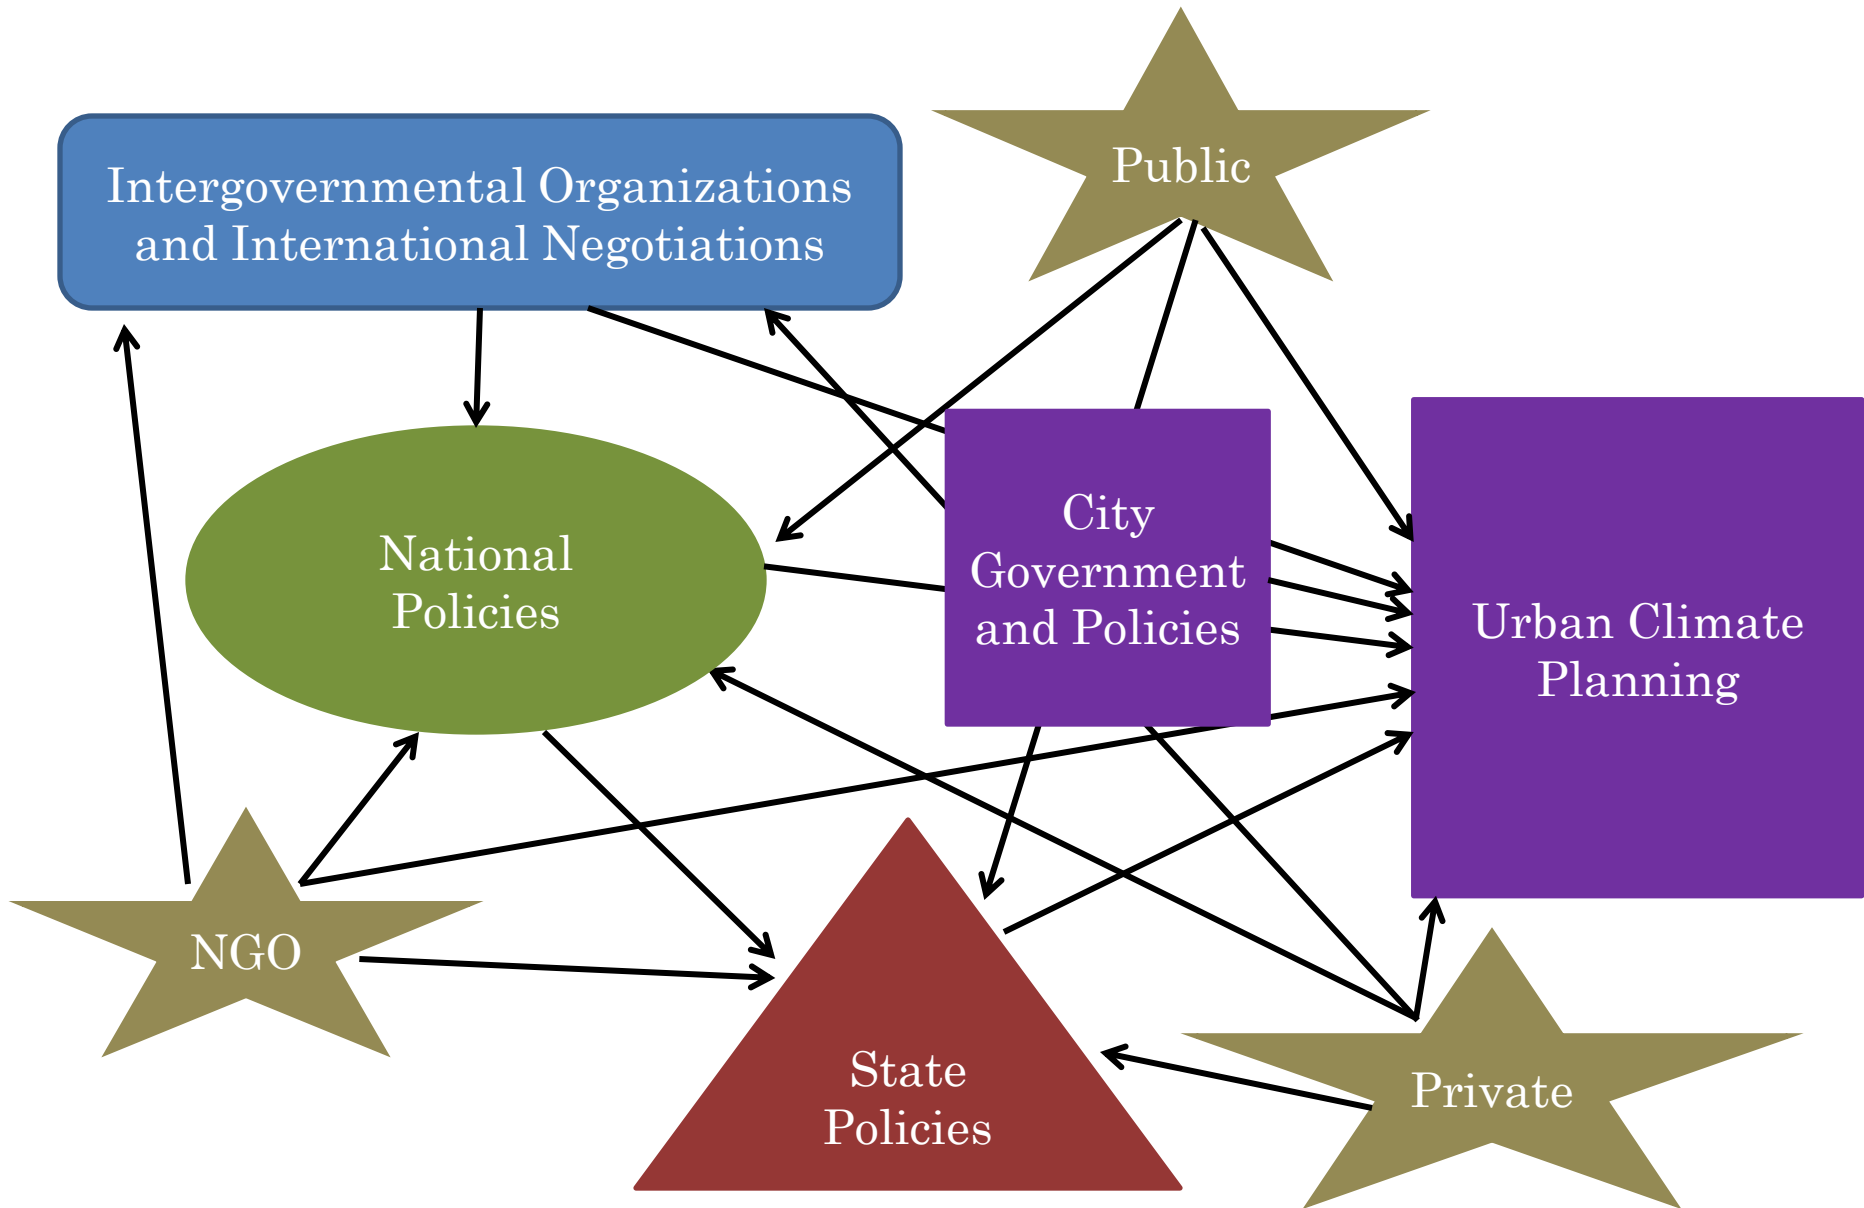 Public
Intergovernmental Organizations
and International Negotiations
City
Government
and Policies
National
Policies
Urban Climate
Planning
NGO
State
Policies
Private